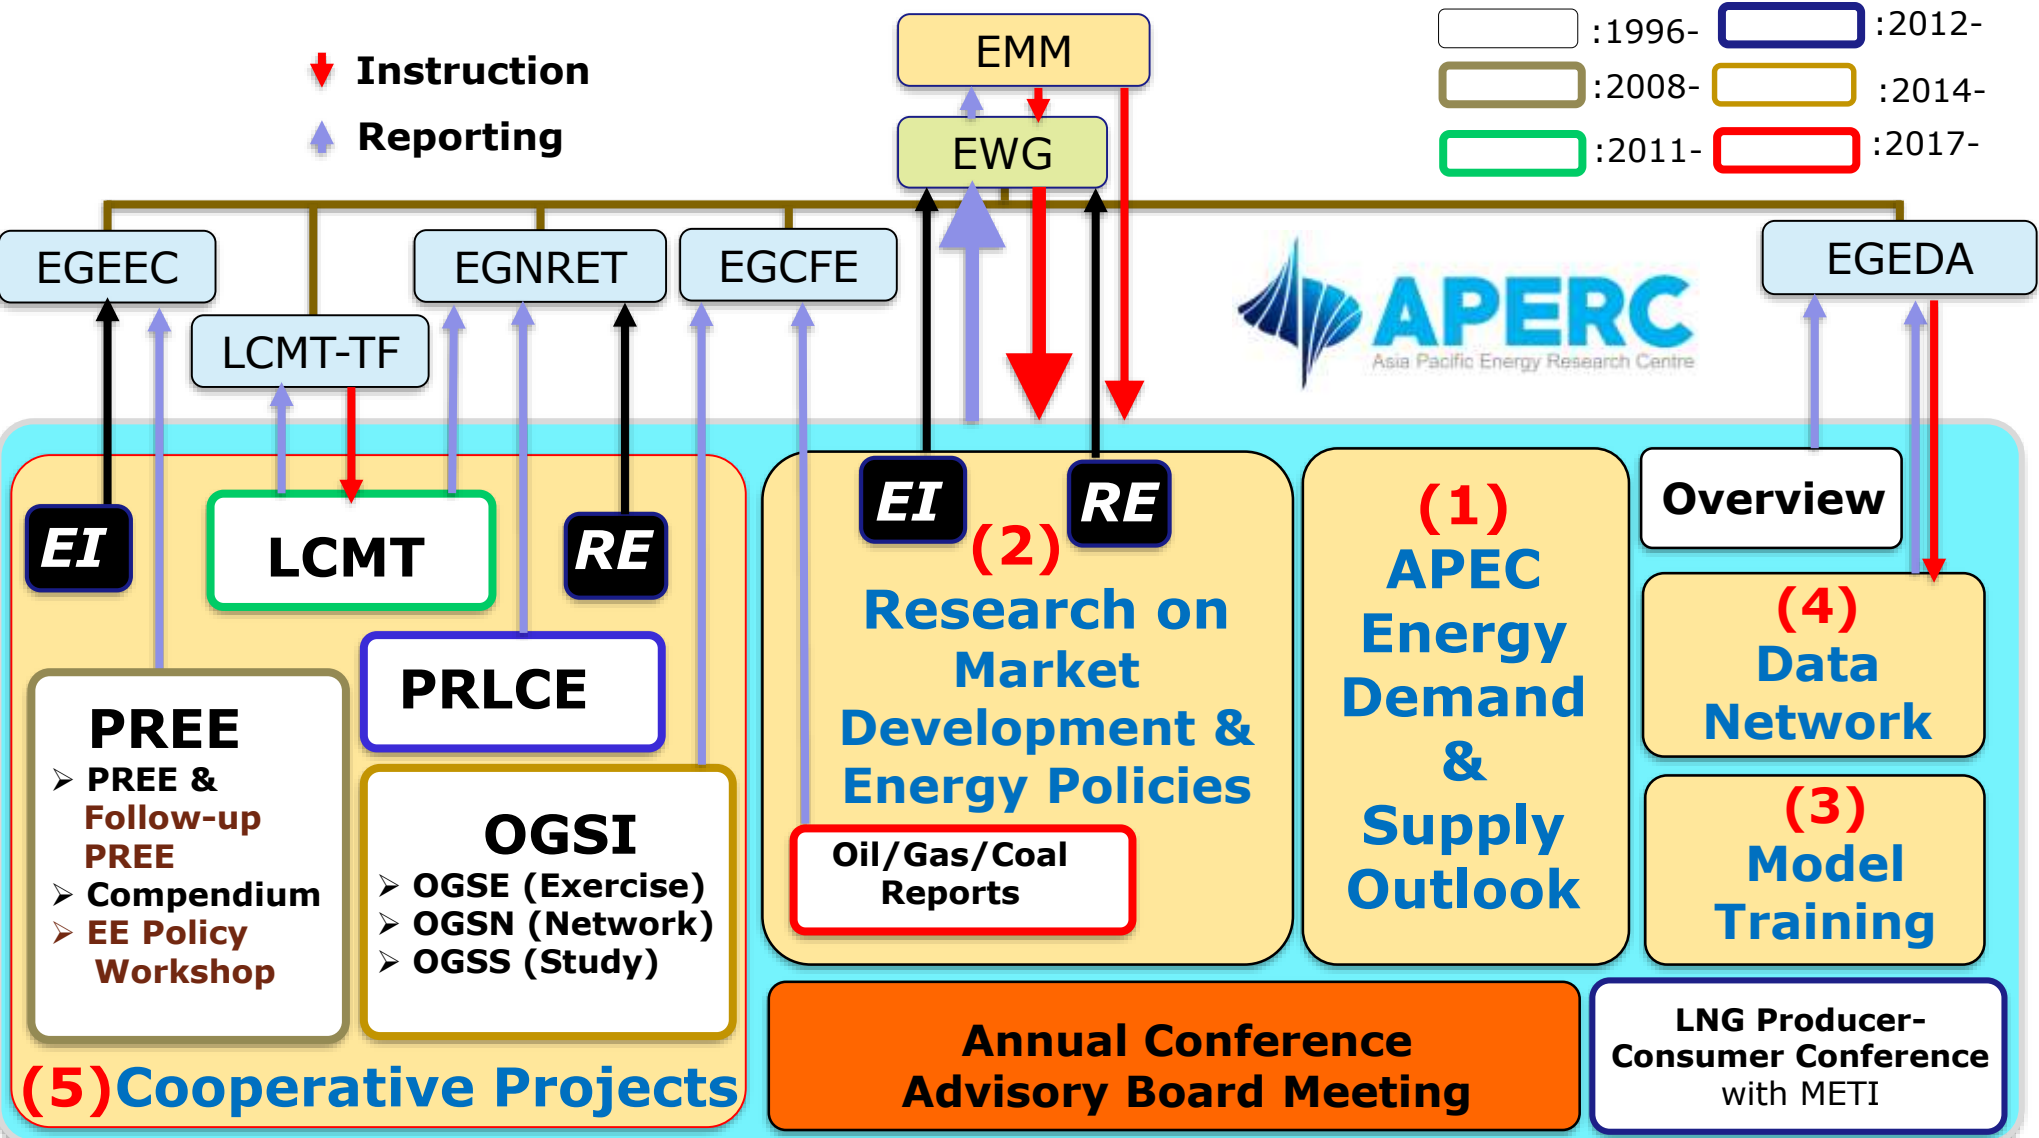 Instruction
Reporting
EMM
EWG
:1996-
:2012-
:2008-
:2014-
:2011-
:2017-
EGEEC
LCMT-TF
EGNRET
EGCFE
EGEDA
APERC
Asia Pacific Energy Research Centre
EI
LCMT
RE
PRLCE
PREE
➢ PREE &
Follow-up
PREE
➢ Compendium
➢ EE Policy
Workshop
OGSI
➢ OGSE (Exercise)
➢ OGSN (Network)
➢ OGSS (Study)
(5)Cooperative Projects
EI
RE
(2)
Research on
Market
Development &
Energy Policies
Oil/Gas/Coal
Reports
(1)
APEC
Energy
Demand
&
Supply
Outlook
Overview
(4)
Data
Network
(3)
Model
Training
Annual Conference
Advisory Board Meeting
LNG Producer-
Consumer Conference
with METI